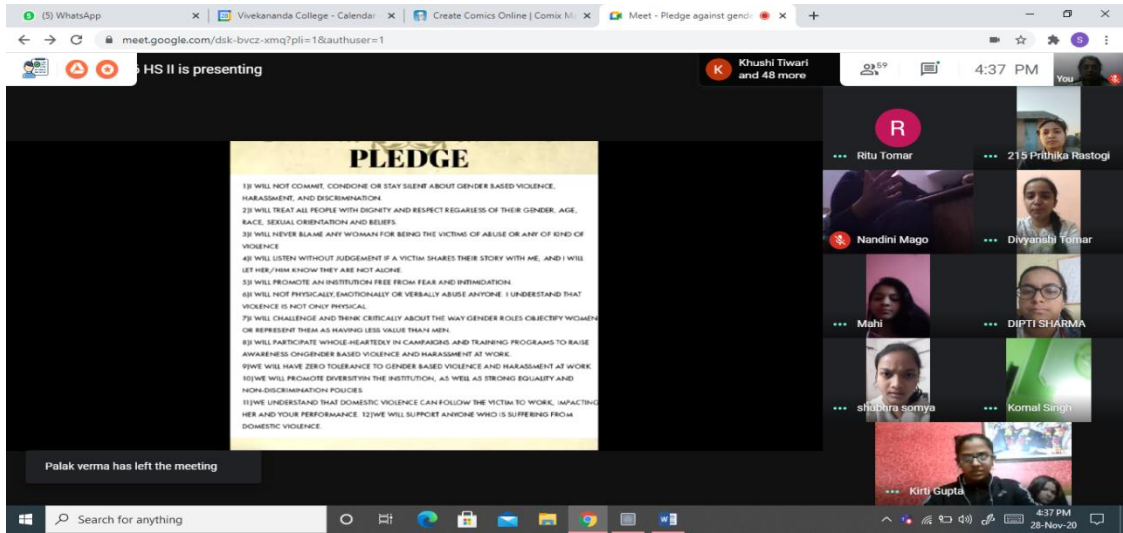 (5) WhatsApp
Vivekananda College - Calendar
Create Comics Online | Comix M
Meet - Pledge against gende
meet.google.com/dsk-bvcz-xmq?pli=1&authuser=1
S
HS II is presenting
K
Khushi Tiwari
and 48 more
59
4:37 PM
You
PLEDGE
1)I WILL NOT COMMIT, CONDONE OR STAY SILENT ABOUT GENDER BASED VIOLENCE,
HARASSMENT, AND DISCRIMINATION.
2)I WILL TREAT ALL PEOPLE WITH DIGNITY AND RESPECT REGARLESS OF THEIR GENDER, AGE,
RACE, SEXUAL ORIENTATION AND BELIEFS.
3)I WILL NEVER BLAME ANY WOMAN FOR BEING THE VICTIMS OF ABUSE OR ANY OF KIND OF
VIOLENCE
4)I WILL LISTEN WITHOUT JUDGEMENT IF A VICTIM SHARES THEIR STORY WITH ME, AND I WILL
LET HER/HIM KNOW THEY ARE NOT ALONE.
5)I WILL PROMOTE AN INSTITUTION FREE FROM FEAR AND INTIMIDATION.
6)I WILL NOT PHYSICALLY, EMOTIONALLY OR VERBALLY ABUSE ANYONE. I UNDERSTAND THAT
VIOLENCE IS NOT ONLY PHYSICAL.
7)I WILL CHALLENGE AND THINK CRITICALLY ABOUT THE WAY GENDER ROLES OBJECTIFY WOMEN
OR REPRESENT THEM AS HAVING LESS VALUE THAN MEN.
8)I WILL PARTICIPATE WHOLE-HEARTEDLY IN CAMPAIGNS AND TRAINING PROGRAMS TO RAISE
AWARENESS ONGENDER BASED VIOLENCE AND HARASSMENT AT WORK.
9)WE WILL HAVE ZERO TOLERANCE TO GENDER BASED VIOLENCE AND HARASSMENT AT WORK
10)WE WILL PROMOTE DIVERSITYIN THE INSTITUTION, AS WELL AS STRONG EQUALITY AND
NON-DISCRIMINATION POLICIES
11)WE UNDERSTAND THAT DOMESTIC VIOLENCE CAN FOLLOW THE VICTIM TO WORK, IMPACTING
HER AND YOUR PERFORMANCE. 12)WE WILL SUPPORT ANYONE WHO IS SUFFERING FROM
DOMESTIC VIOLENCE.
R
Ritu Tomar
215 Prithika Rastogi
Nandini Mago
Divyanshi Tomar
Mahi
DIPTI SHARMA
shubhra somya
Komal Singh
Kirti Gupta
Palak verma has left the meeting
Search for anything
4:37 PM
28-Nov-20